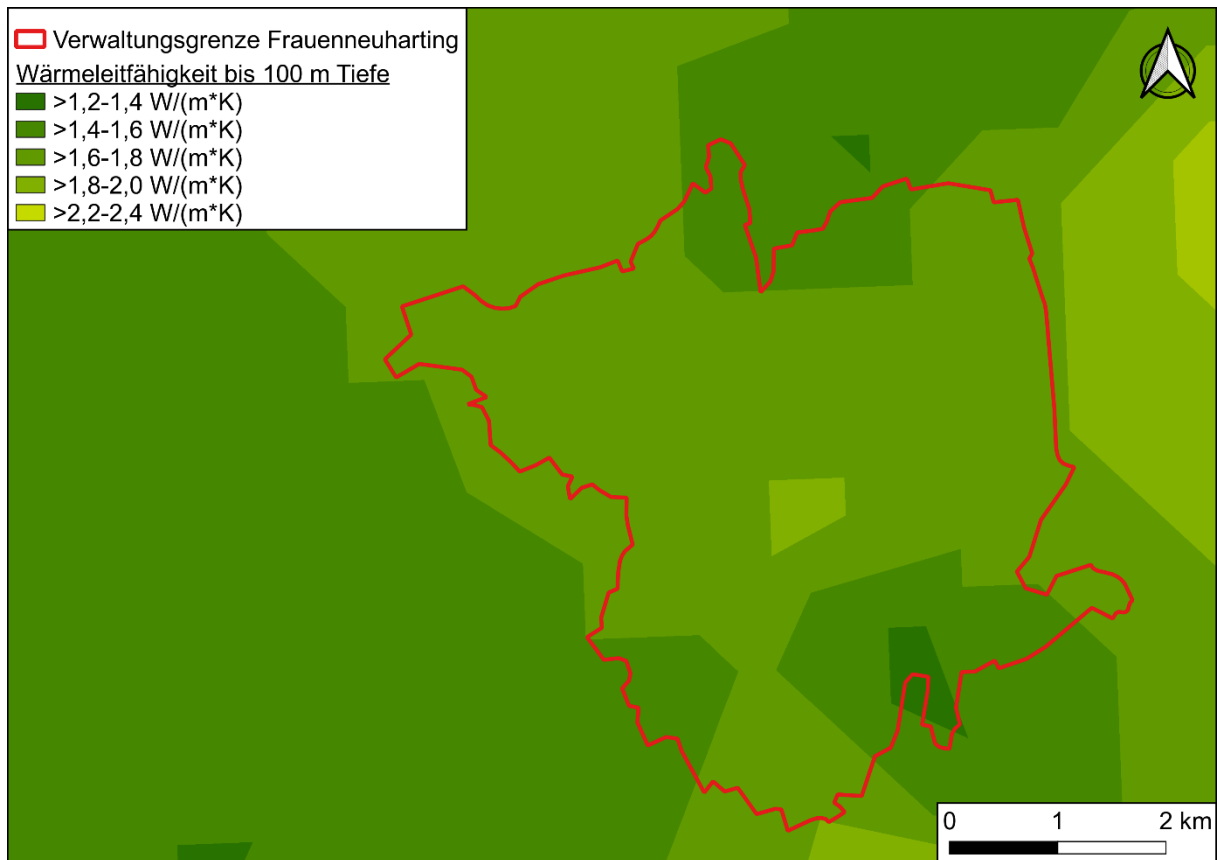 Verwaltungsgrenze Frauenneuharting
Wärmeleitfähigkeit bis 100 m Tiefe
>1,2-1,4 W/(m*K)
>1,4-1,6 W/(m*K)
>1,6-1,8 W/(m*K)
>1,8-2,0 W/(m*K)
>2,2-2,4 W/(m*K)
0 1 2 km